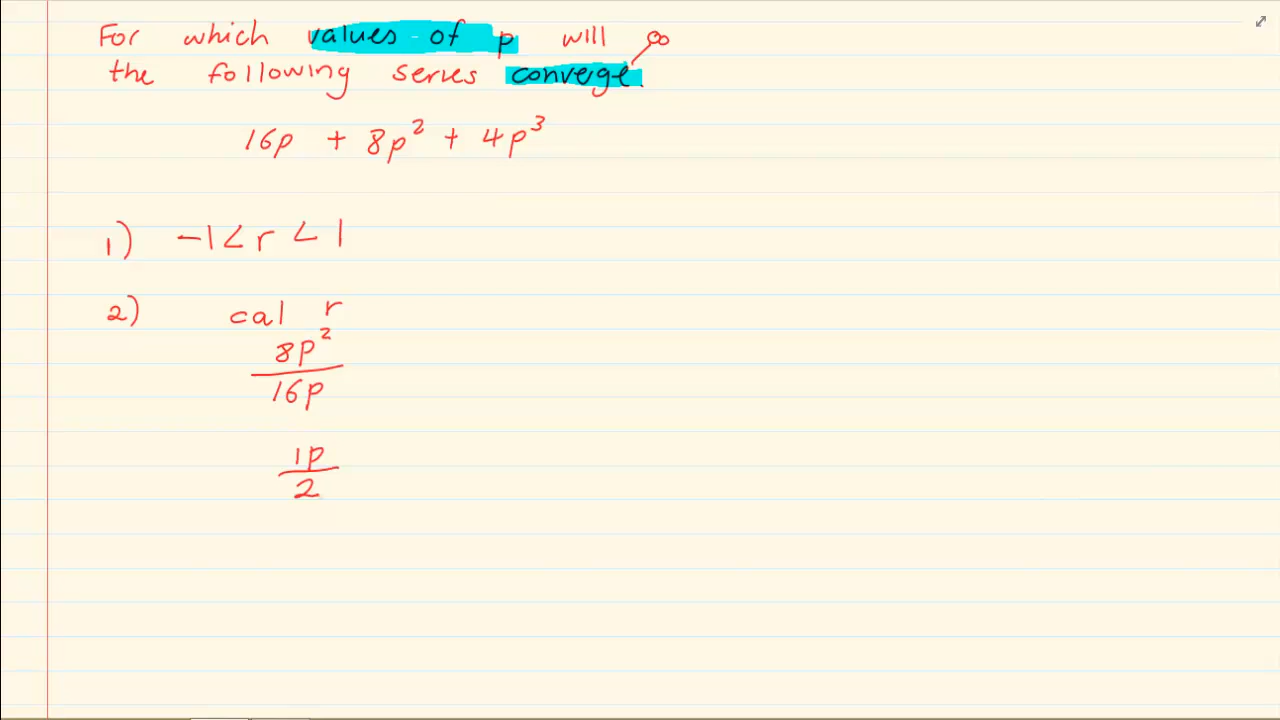 For which values of p will ∞
the following series converge
16p + 8p² + 4p³
1) -1 < r < 1
2) cal r
8p²
16p
1p
2